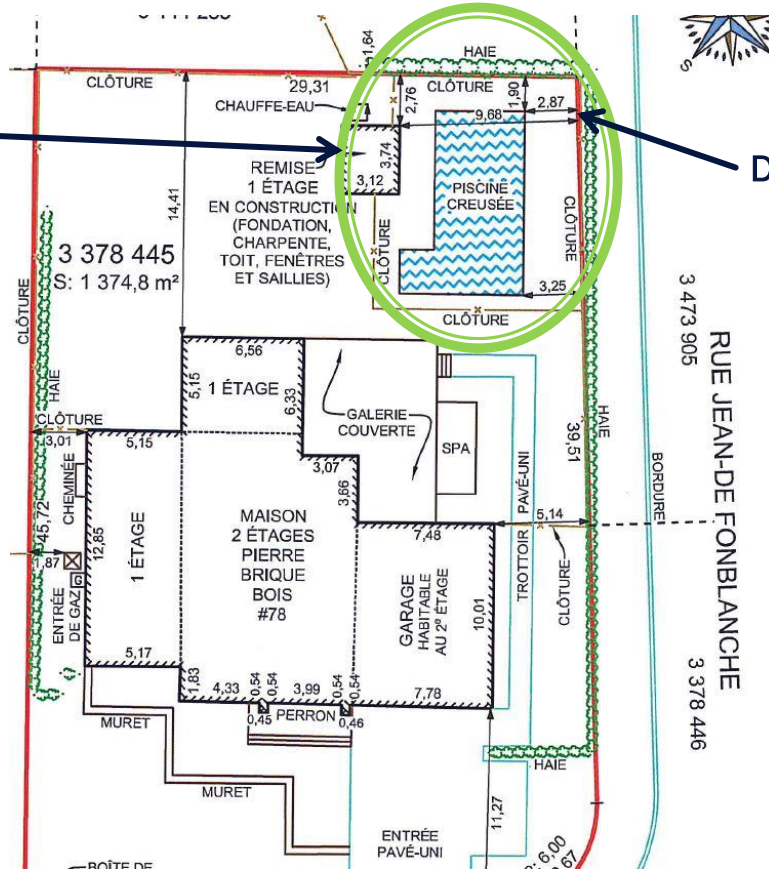 1,64
HAIE
CLÔTURE
29,31
CLÔTURE
CHAUFFE-EAU
2,76
1,90
2,87
9,68
S
D
REMISE
1 ÉTAGE
EN CONSTRUCTION
(FONDATION,
CHARPENTE,
TOIT, FENÊTRES
ET SAILLIES)
3,74
3,12
PISCINE
CREUSÉE
CLÔTURE
CLÔTURE
3,25
CLÔTURE
14,41
3 378 445
S: 1 374,8 m²
CLÔTURE
HAIE
3 473 905
RUE JEAN-DE FONBLANCHE
3 378 446
6,56
5,15
1 ÉTAGE
6,33
GALERIE
COUVERTE
SPA
TROTTOIR
PAVÉ-UNI
39,51
HAIE
BORDURE
CLÔTURE
3,01
5,15
CHEMINÉE
45,72
12,85
1 ÉTAGE
3,07
3,66
MAISON
2 ÉTAGES
PIERRE
BRIQUE
BOIS
#78
7,48
5,14
CLÔTURE
GARAGE
HABITABLE
AU 2ᵉ ÉTAGE
10,01
1,87
G
ENTRÉE
DE GAZ
5,17
1,83
4,33
0,54
0,54
3,99
0,54
0,54
7,78
0,45
PERRON
0,46
MURET
MURET
HAIE
11,27
ENTRÉE
PAVÉ-UNI
6,00
BOÎTE DE